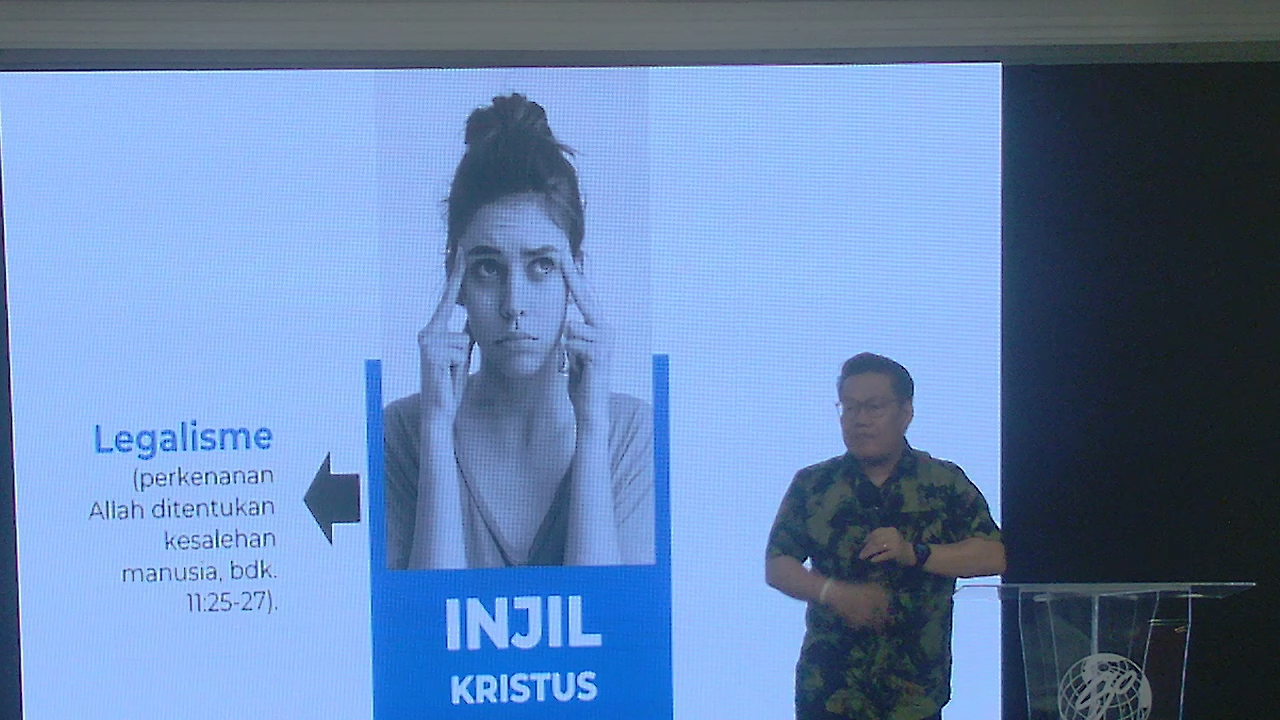 Legalisme
(perkenanan
Allah ditentukan
kesalehan
manusia, bdk.
11:25-27).
INJIL
KRISTUS